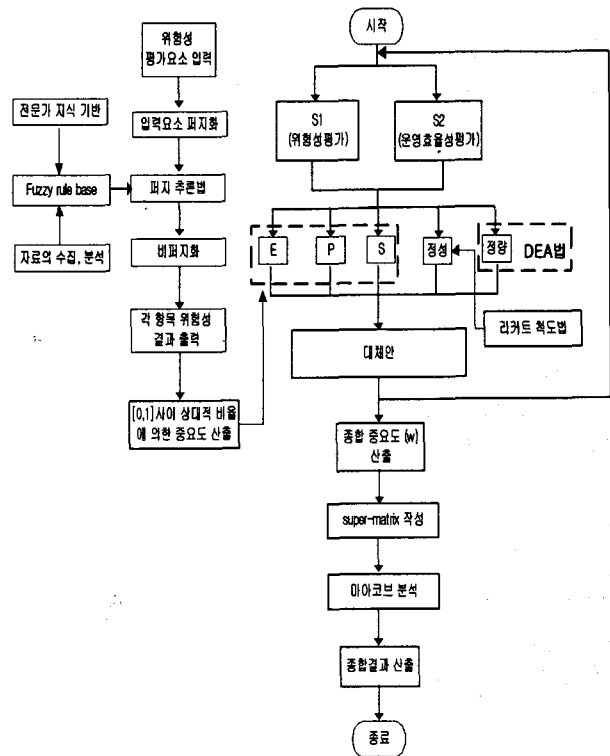 위험성
평가요소 입력
전문가 지식 기반
입력요소 퍼지화
Fuzzy rule base
퍼지 추론법
자료의 수집, 분석
비퍼지화
각 항목 위험성
결과 출력
[0,1]사이 상대적 비율
에 의한 중요도 산출
시작
S1
(위험성평가)
S2
(운영효율성평가)
E
P
S
정성
정량
DEA법
리커트 척도법
대체안
종합 중요도 (w)
산출
super-matrix 작성
마아코브 분석
종합결과 산출
종료